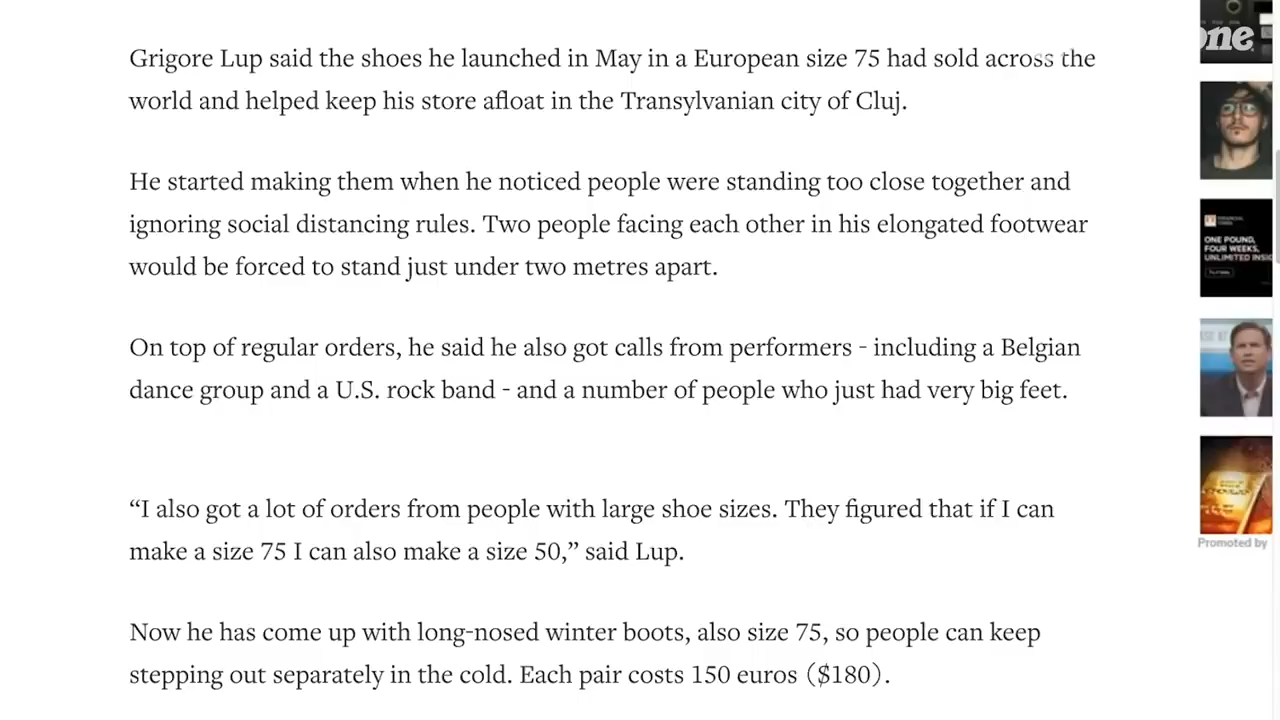 Grigore Lup said the shoes he launched in May in a European size 75 had sold across the
world and helped keep his store afloat in the Transylvanian city of Cluj.
He started making them when he noticed people were standing too close together and
ignoring social distancing rules. Two people facing each other in his elongated footwear
would be forced to stand just under two metres apart.
On top of regular orders, he said he also got calls from performers - including a Belgian
dance group and a U.S. rock band - and a number of people who just had very big feet.
“I also got a lot of orders from people with large shoe sizes. They figured that if I can
make a size 75 I can also make a size 50,” said Lup.
Now he has come up with long-nosed winter boots, also size 75, so people can keep
stepping out separately in the cold. Each pair costs 150 euros ($180).
one
ONE POUND,
FOUR WEEKS,
UNLIMITED INSIG
Promoted by